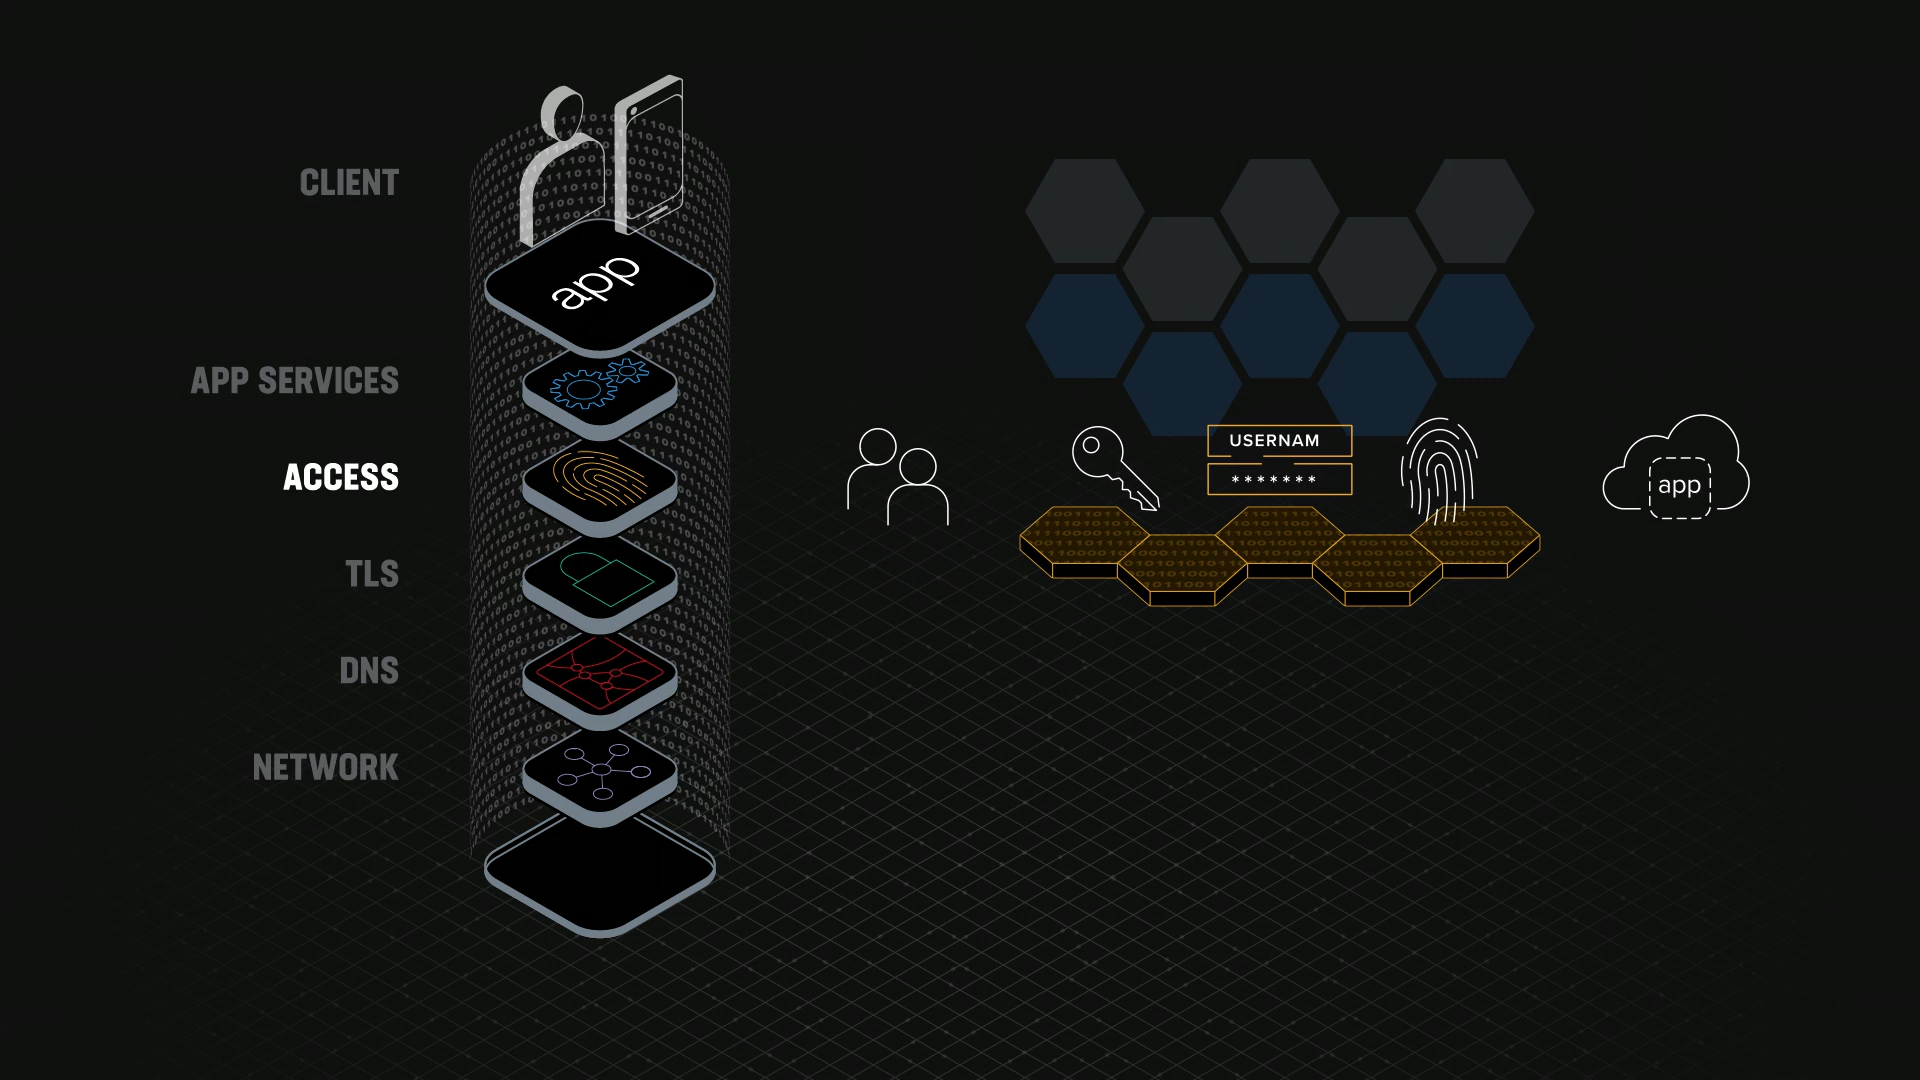 CLIENT
app
APP SERVICES
ACCESS
USERNAM
*******
app
TLS
DNS
NETWORK